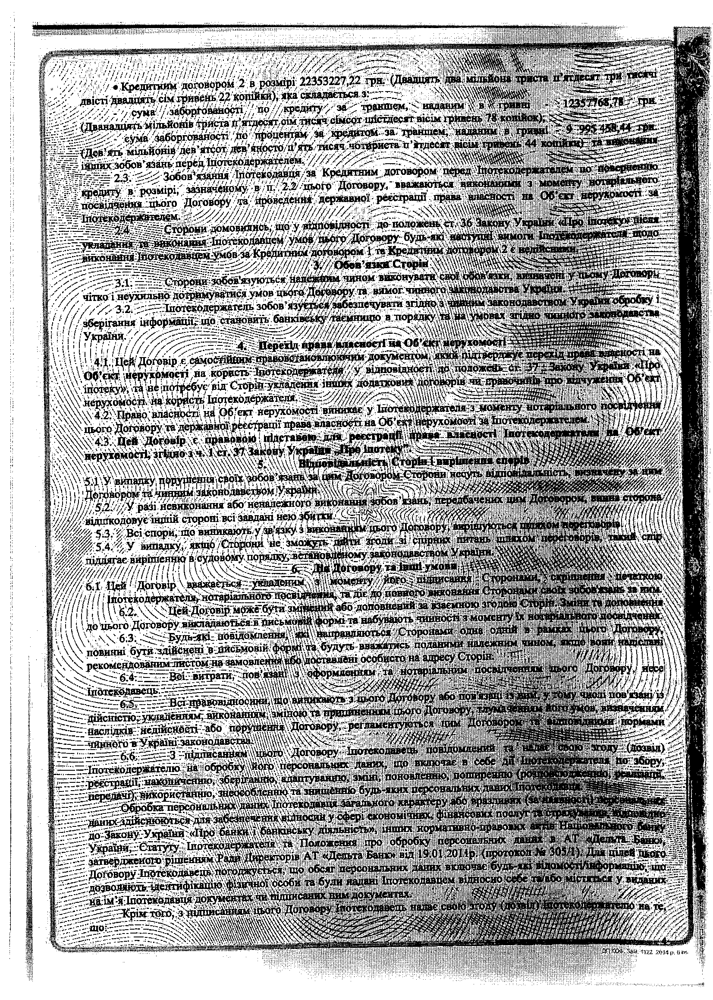 • Кредитним договором 2 в розмірі 22353227,22 грн. (Двадцять два мільйона триста п'ятдесят три тисячі
двісті двадцять сім гривень 22 копійки), яка складається з:
- сума заборгованості по кредиту за траншем, наданим в гривні - 12357768,78 грн.
(Дванадцять мільйонів триста п'ятдесят сім тисяч сімсот шістдесят вісім гривень 78 копійок);
- сума заборгованості по процентам за кредитом за траншем, наданим в гривні - 9 995 458,44 грн.
(Дев'ять мільйонів дев'ятсот дев'яносто п'ять тисяч чотириста п'ятдесят вісім гривень 44 копійки) та виконання
інших зобов'язань перед Іпотекодержателем.
2.3. Зобов'язання Іпотекодавця за Кредитним договором перед Іпотекодержателем по поверненню
кредиту в розмірі, зазначеному в п. 2.2 цього Договору, вважаються виконаними з моменту нотаріального
посвідчення цього Договору та проведення державної реєстрації права власності на Об'єкт нерухомості за
Іпотекодержателем.
2.4 Сторони домовились, що у відповідності до положень ст. 36 Закону України «Про іпотеку» після
укладання та виконання Іпотекодавцем умов цього Договору будь-які наступні вимоги Іпотекодержателя щодо
виконання Іпотекодавцем умов за Кредитним договором 1 та Кредитним договором 2 є недійсними.
3. Обов'язки Сторін
3.1. Сторони зобов'язуються належним чином виконувати свої обов'язки, визначені у цьому Договорі,
чітко і неухильно дотримуватися умов цього Договору та вимог чинного законодавства України.
3.2. Іпотекодержатель зобов'язується забезпечувати згідно з чинним законодавством України обробку і
зберігання інформації, що становить банківську таємницю в порядку та на умовах згідно чинного законодавства
України.
4. Перехід права власності на Об'єкт нерухомості
4.1. Цей Договір є самостійним правовстановлюючим документом, який підтверджує перехід права власності на
Об'єкт нерухомості на користь Іпотекодержателя у відповідності до положень ст. 37 Закону України «Про
іпотеку», та не потребує від Сторін укладення інших додаткових договорів чи правочинів про відчуження Об'єкт
нерухомості на користь Іпотекодержателя.
4.2. Право власності на Об'єкт нерухомості виникає у Іпотекодержателя з моменту нотаріального посвідчення
цього Договору та державної реєстрації права власності на Об'єкт нерухомості за Іпотекодержателем.
4.3. Цей Договір є правовою підставою для реєстрації права власності Іпотекодержателя на Об'єкт
нерухомості, згідно з ч. 1 ст. 37 Закону України „Про іпотеку".
5. Відповідальність Сторін і вирішення спорів
5.1 У випадку порушення своїх зобов'язань за цим Договором Сторони несуть відповідальність, визначену за ним
Договором та чинним законодавством України.
5.2. У разі невиконання або неналежного виконання зобов'язань, передбачених цим Договором, винна сторона
відшкодовує іншій стороні всі завдані нею збитки.
5.3. Всі спори, що виникають у зв'язку з виконанням цього Договору, вирішуються шляхом переговорів.
5.4. У випадку, якщо Сторони не зможуть дійти згоди зі спірних питань шляхом переговорів, такий спір
підлягає вирішенню в судовому порядку, встановленому законодавством України.
6. Дія Договору та інші умови
6.1 Цей Договір вважається укладеним з моменту його підписання Сторонами, скріплення печаткою
Іпотекодержателя, нотаріального посвідчення, та діє до повного виконання Сторонами своїх зобов'язань за ним.
6.2. Цей Договір може бути змінений або доповнений за взаємною згодою Сторін. Зміни та доповнення
до цього Договору викладаються в письмовій формі та набувають чинності з моменту їх нотаріального посвідчення.
6.3. Будь-які повідомлення, які направляються Сторонами одна одній в рамках цього Договору,
повинні бути здійснені в письмовій формі та будуть вважатись поданими належним чином, якщо вони надіслані
рекомендованим листом на замовлення або доставлені особисто на адресу Сторін.
6.4. Всі витрати, пов'язані з оформленням та нотаріальним посвідченням цього Договору, несе
Іпотекодавець.
6.5. Всі правовідносини, що виникають з цього Договору або пов'язані із ним, у тому числі пов'язані із
дійсністю, укладенням, виконанням, зміною та припиненням цього Договору, тлумаченням його умов, визначенням
наслідків недійсності або порушення Договору, регламентуються цим Договором та відповідними нормами
чинного в Україні законодавства.
6.6. З підписанням цього Договору Іпотекодавець повідомлений та надає свою згоду (дозвіл)
Іпотекодержателю на обробку його персональних даних, що включає в себе дії Іпотекодержателя по збору,
реєстрації, накопиченню, зберіганню, адаптуванню, зміні, поновленню, поширенню (розповсюдженню, реалізації,
передачі), використанню, знеособленню та знищенню будь-яких персональних даних Іпотекодавця.
Обробка персональних даних Іпотекодавця загального характеру або вразливих (за наявності) персональних
даних здійснюються для забезпечення відносин у сфері економічних, фінансових послуг та страхування, відповідно
до Закону України «Про банки і банківську діяльність», інших нормативно-правових актів Національного банку
України, Статуту Іпотекодержателя та Положення про обробку персональних даних в АТ «Дельта Банк»,
затвердженого рішенням Ради Директорів АТ «Дельта Банк» від 19.01.2011р. (протокол № 305/1). Для цілей цього
Договору Іпотекодавець погоджується, що обсяг персональних даних включає будь-які відомості/інформацію, що
дозволяють ідентифікацію фізичної особи та були надані Іпотекодавцем відносно себе та/або містяться у виданих
на ім'я Іпотекодавця документах чи підписаних ним документах.
Крім того, з підписанням цього Договору Іпотекодавець надає свою згоду (дозвіл) Іпотекодержателю на те,
що:
4
Зам. 4122. 2014 р. II кв.